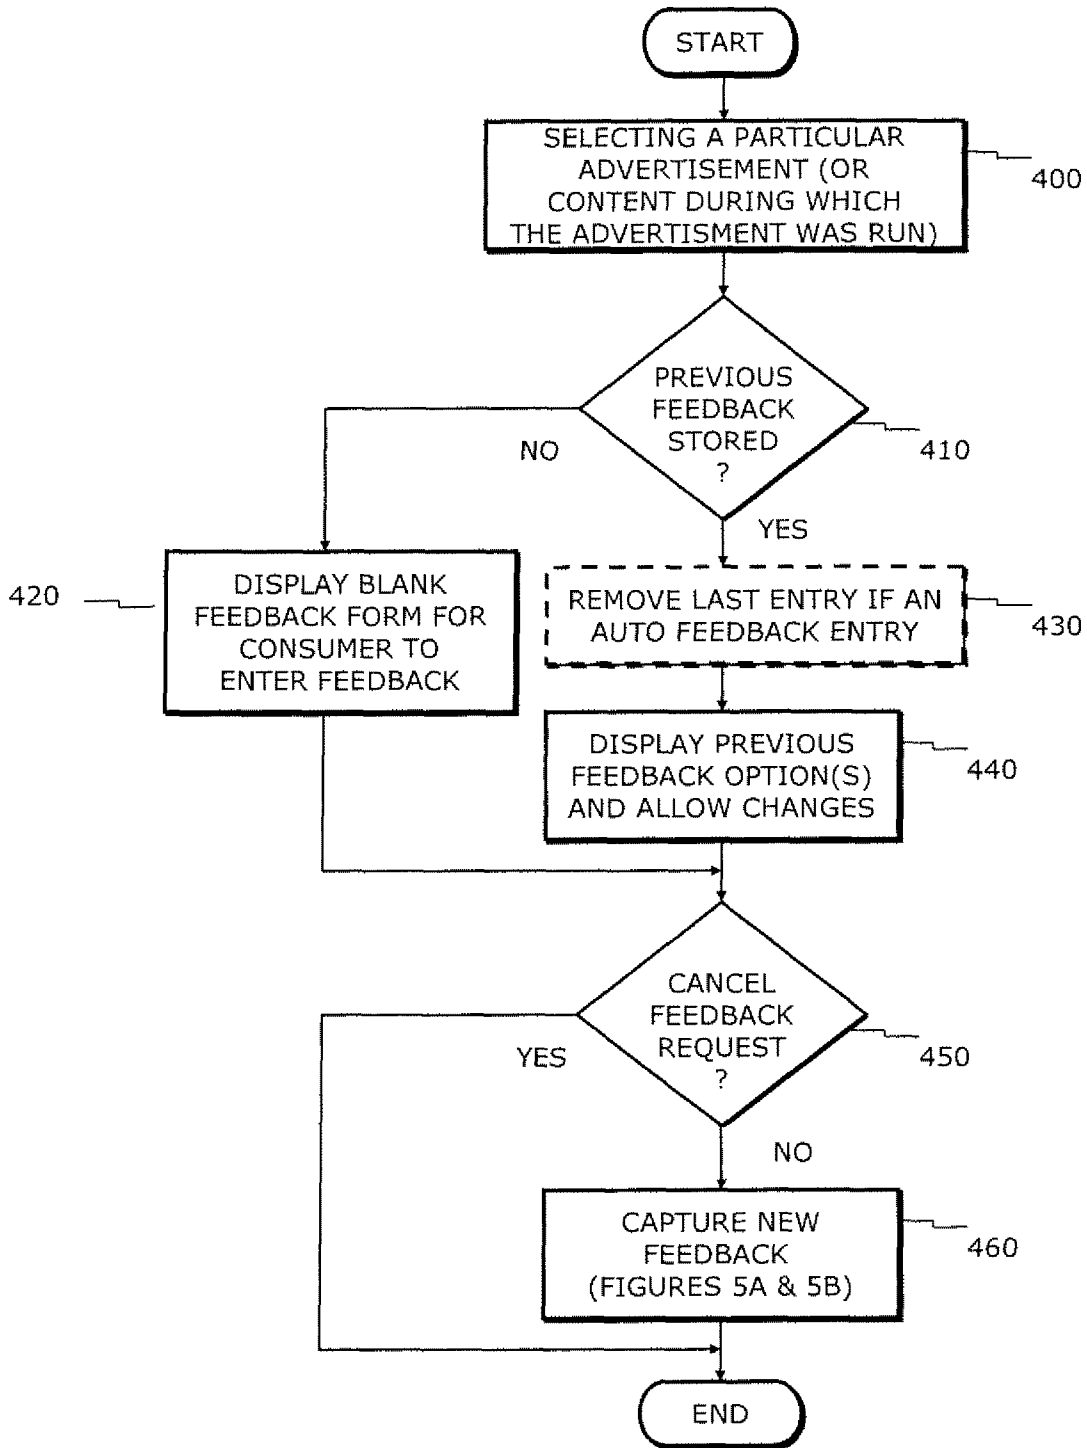 START
SELECTING A PARTICULAR
ADVERTISEMENT (OR
CONTENT DURING WHICH
THE ADVERTISMENT WAS RUN)
400
PREVIOUS
FEEDBACK
STORED
?
410
NO
YES
420
DISPLAY BLANK
FEEDBACK FORM FOR
CONSUMER TO
ENTER FEEDBACK
REMOVE LAST ENTRY IF AN
AUTO FEEDBACK ENTRY
430
DISPLAY PREVIOUS
FEEDBACK OPTION(S)
AND ALLOW CHANGES
440
CANCEL
FEEDBACK
REQUEST
?
450
YES
NO
CAPTURE NEW
FEEDBACK
(FIGURES 5A & 5B)
460
END